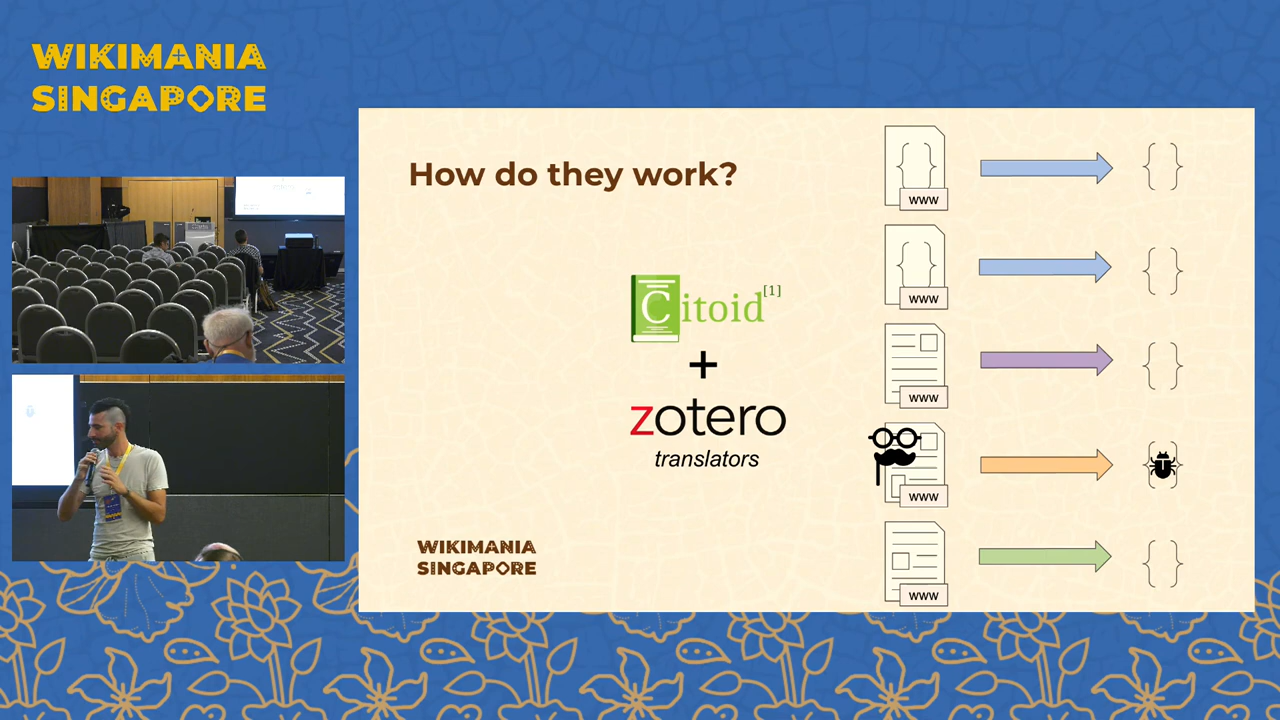 WIKIMANIA
SINGAPORE
How do they work?
Citoid[1]
+
zotero
translators
WIKIMANIA
SINGAPORE
{ }
www
{ }
{ }
www
{ }
www
{ }
www
{ }
www
{ }